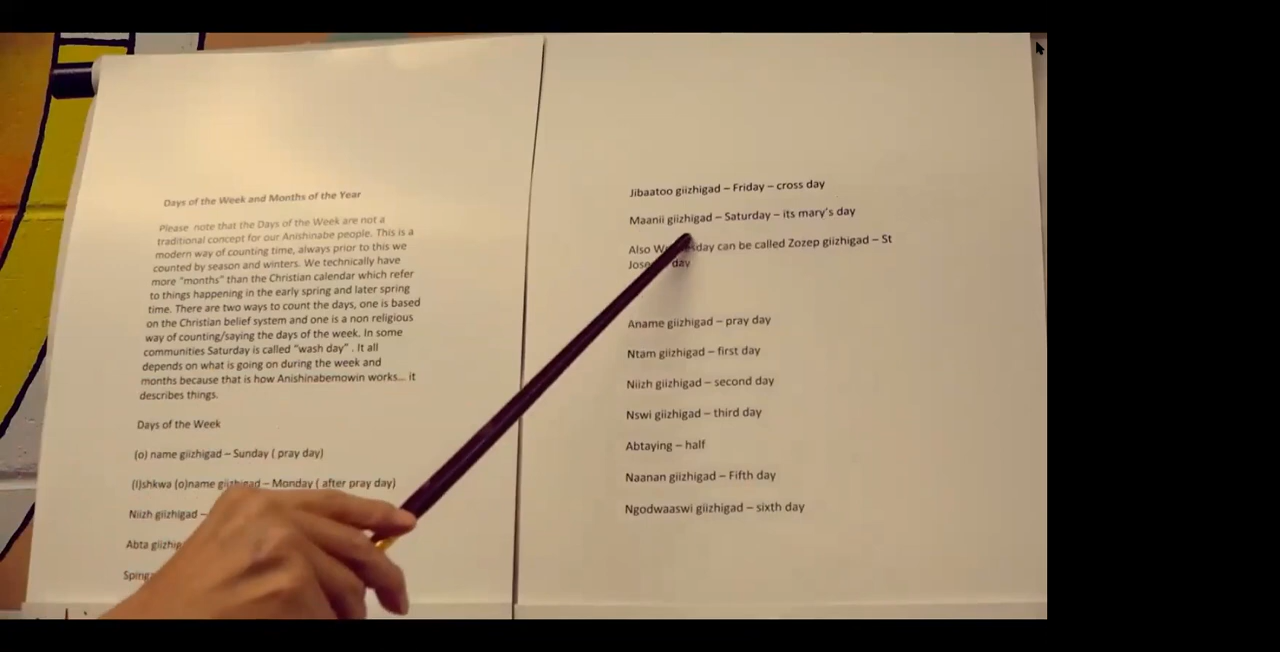 Days of the Week and Months of the Year
Please note that the Days of the Week are not a
traditional concept for our Anishinabe people. This is a
modern way of counting time, always prior to this we
counted by season and winters. We technically have
more "months" than the Christian calendar which refer
to things happening in the early spring and later spring
time. There are two ways to count the days, one is based
on the Christian belief system and one is a non religious
way of counting/saying the days of the week. In some
communities Saturday is called "wash day" . It all
depends on what is going on during the week and
months because that is how Anishinabemowin works... it
describes things.
Days of the Week
(o) name giizhigad – Sunday ( pray day)
(I)shkwa (o)name giizhigad – Monday ( after pray day)
Niizh giizhigad –
Abta
Jibaatoo giizhigad – Friday – cross day
Maanii giizhigad – Saturday – its mary's day
Also can be called Zozep giizhigad – St
day
Aname giizhigad – pray day
Ntam giizhigad – first day
Niizh giizhigad – second day
Nswi giizhigad – third day
Abtaying – half
Naanan giizhigad – Fifth day
Ngodwaaswi giizhigad – sixth day